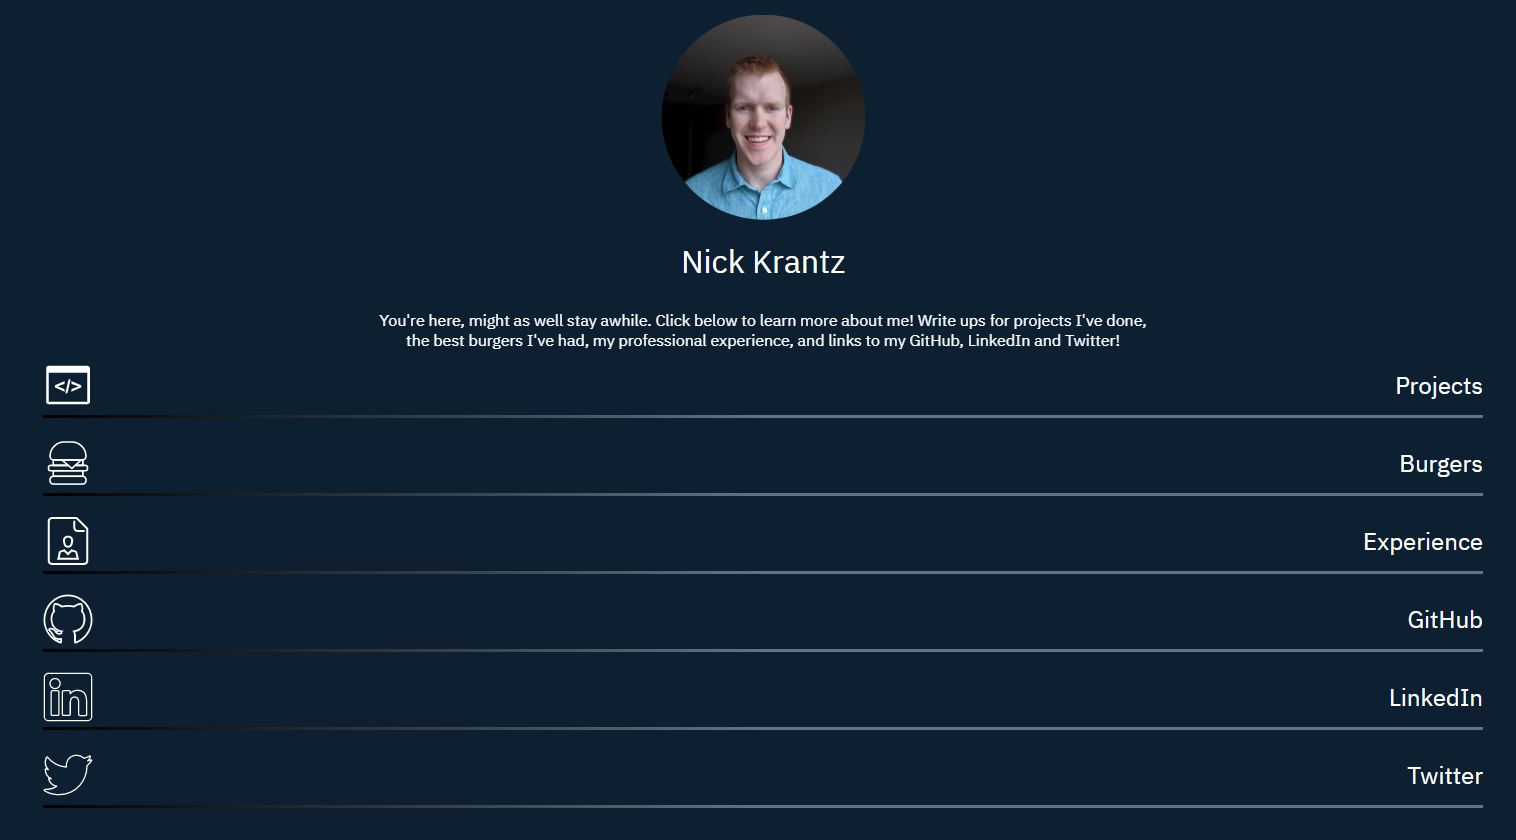 Nick Krantz
You're here, might as well stay awhile. Click below to learn more about me! Write ups for projects I've done,
the best burgers I've had, my professional experience, and links to my GitHub, LinkedIn and Twitter!
</>
Projects
Burgers
Experience
GitHub
in
LinkedIn
Twitter